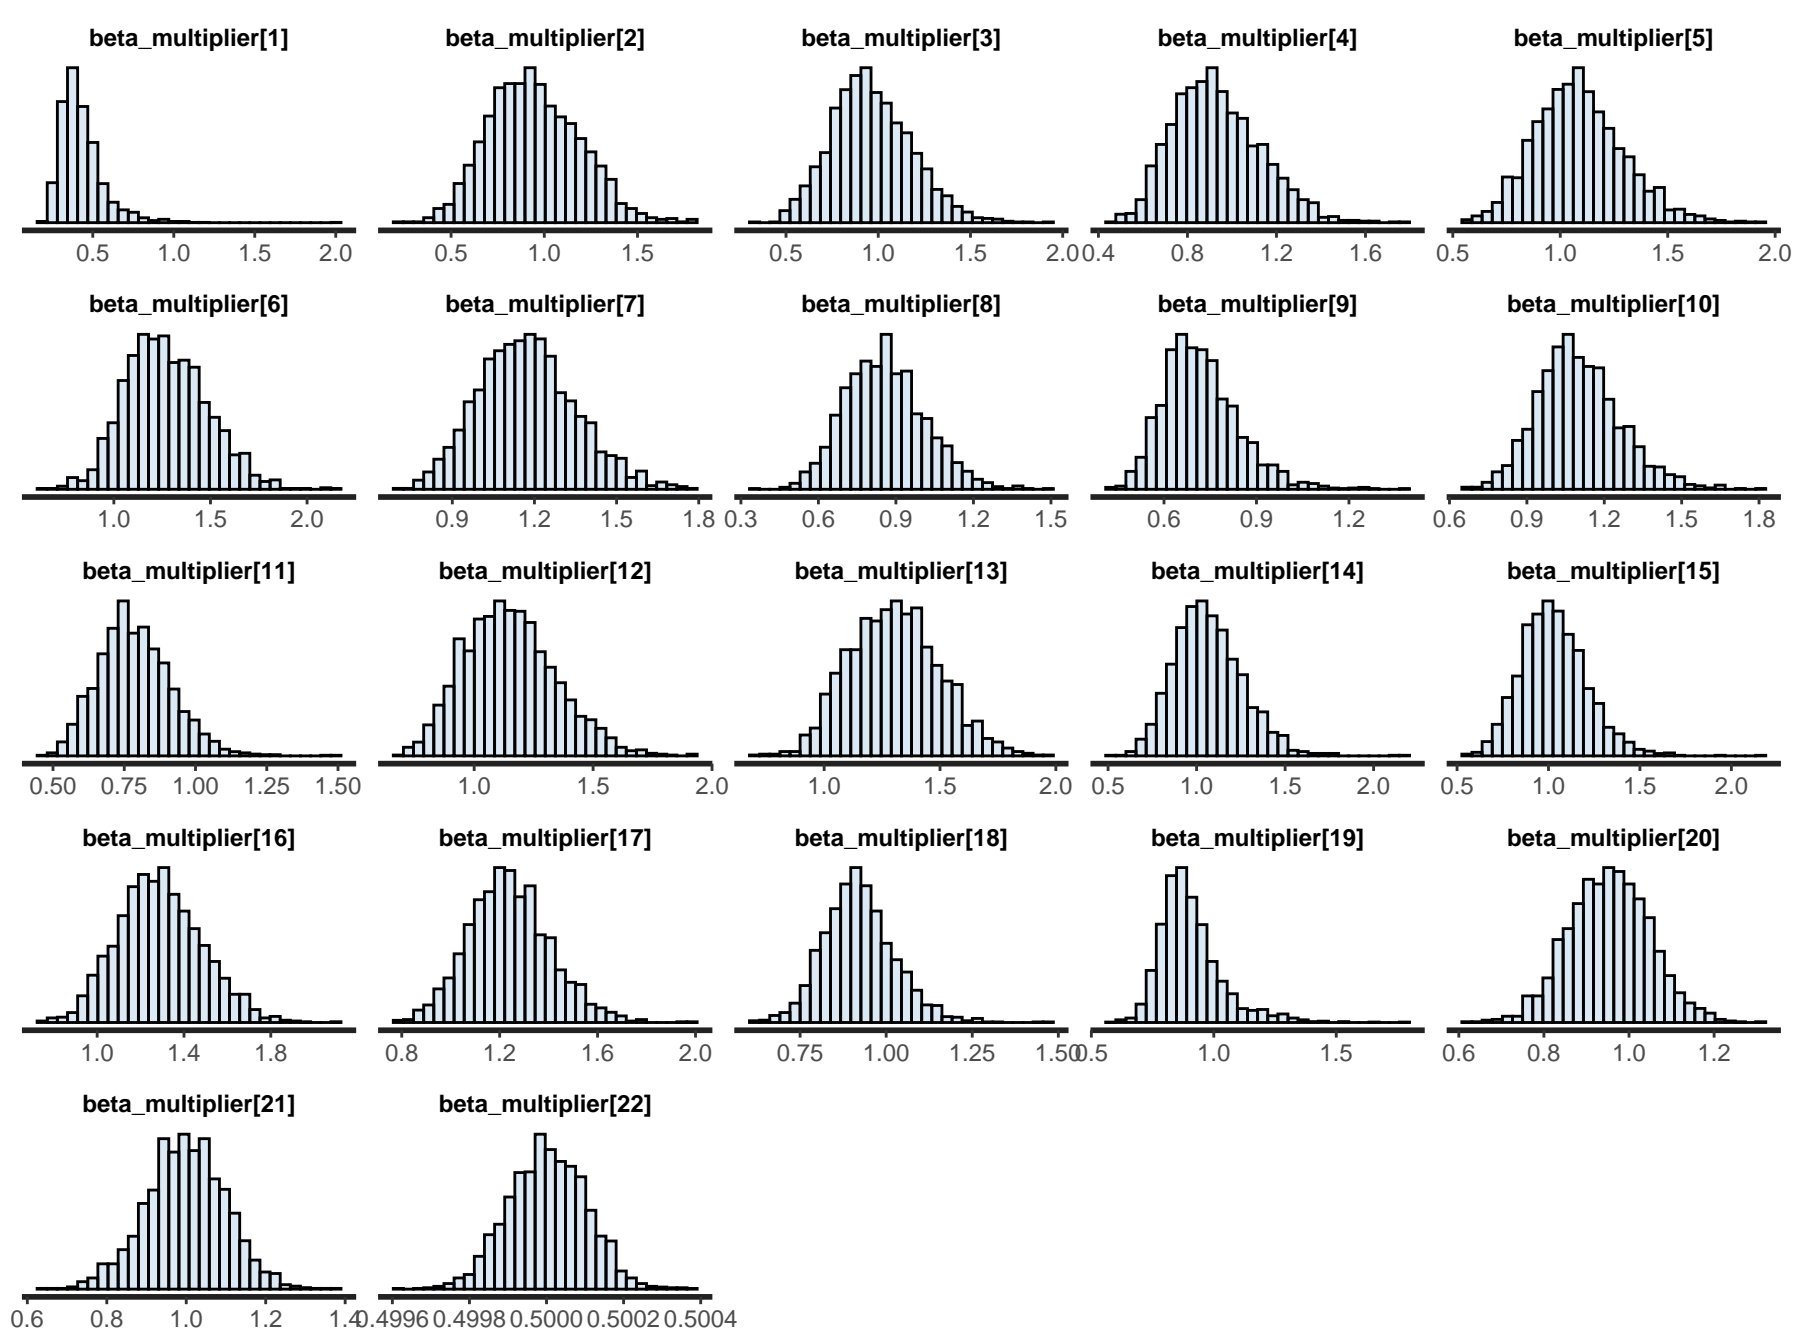 beta_multiplier[1] beta_multiplier[2] beta_multiplier[3] beta_multiplier[4] beta_multiplier[5]
0.5 1.0 1.5 2.0 0.5 1.0 1.5 0.5 1.0 1.5 2.0 0.4 0.8 1.2 1.6 0.5 1.0 1.5 2.0
beta_multiplier[6] beta_multiplier[7] beta_multiplier[8] beta_multiplier[9] beta_multiplier[10]
1.0 1.5 2.0 0.9 1.2 1.5 1.8 0.3 0.6 0.9 1.2 1.5 0.6 0.9 1.2 0.6 0.9 1.2 1.5 1.8
beta_multiplier[11] beta_multiplier[12] beta_multiplier[13] beta_multiplier[14] beta_multiplier[15]
0.50 0.75 1.00 1.25 1.50 1.0 1.5 2.0 1.0 1.5 2.0 0.5 1.0 1.5 2.0 0.5 1.0 1.5 2.0
beta_multiplier[16] beta_multiplier[17] beta_multiplier[18] beta_multiplier[19] beta_multiplier[20]
1.0 1.4 1.8 0.8 1.2 1.6 2.0 0.75 1.00 1.25 1.50 0.5 1.0 1.5 0.6 0.8 1.0 1.2
beta_multiplier[21] beta_multiplier[22]
0.6 0.8 1.0 1.2 1.4 0.4996 0.4998 0.5000 0.5002 0.5004